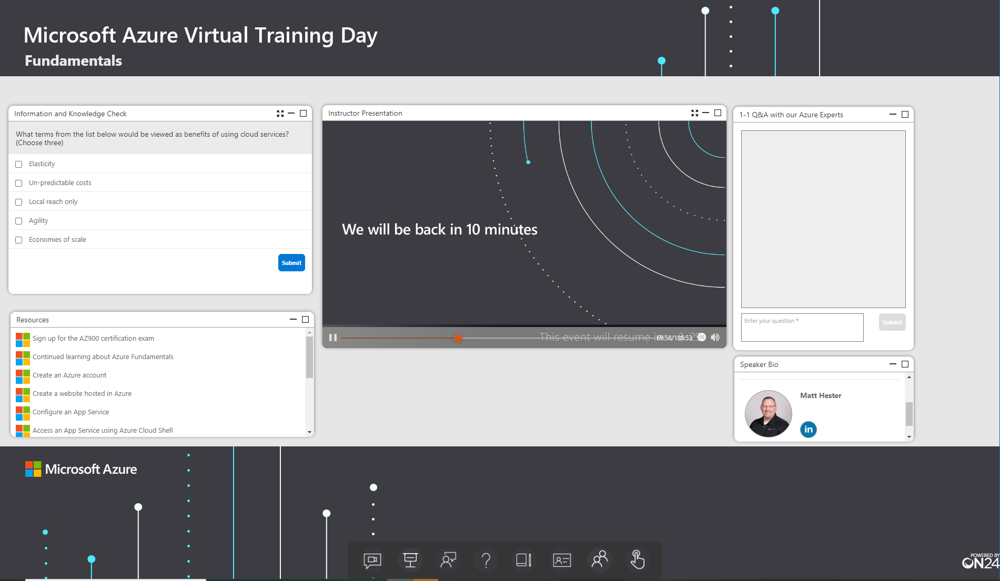 Microsoft Azure Virtual Training Day
Fundamentals
Information and Knowledge Check
What terms from the list below would be viewed as benefits of using cloud services?
(Choose three)
Elasticity
Un-predictable costs
Local reach only
Agility
Economies of scale
Submit
Resources
Sign up for the AZ900 certification exam
Continued learning about Azure Fundamentals
Create an Azure account
Create a website hosted in Azure
Configure an App Service
Access an App Service using Azure Cloud Shell
Instructor Presentation
We will be back in 10 minutes
This event will resume
69:58/188:53
CC
1-1 Q&A with our Azure Experts
Enter your question *
Submit
Speaker Bio
Matt Hester
in
Microsoft Azure
POWERED BY
ON24